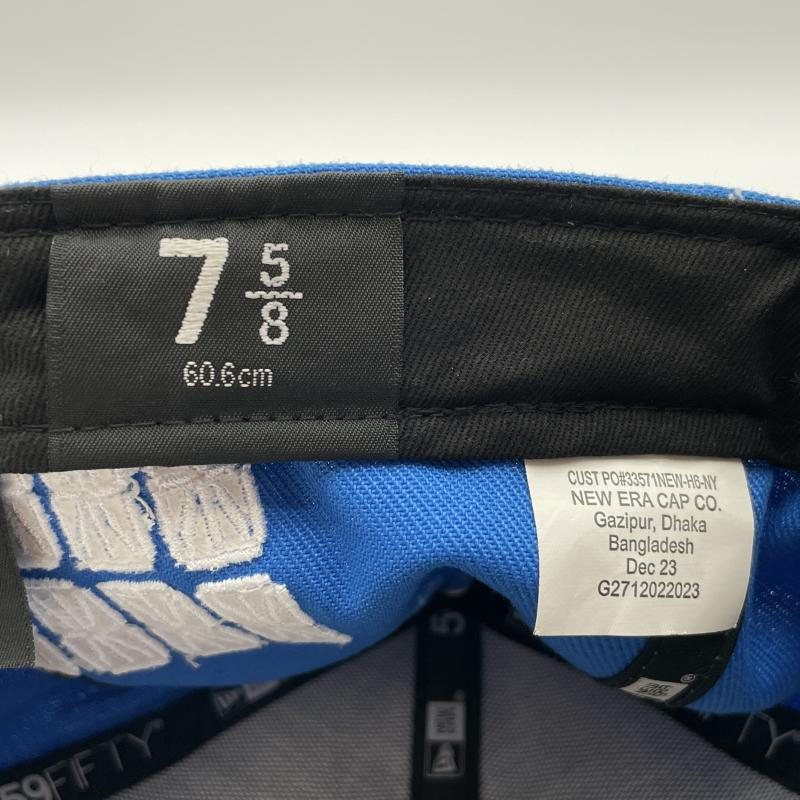 7 5/8
60.6cm
CUST PO#33571NEW-H6-NY
NEW ERA CAP CO.
Gazipur, Dhaka
Bangladesh
Dec 23
G2712022023
59FIFTY